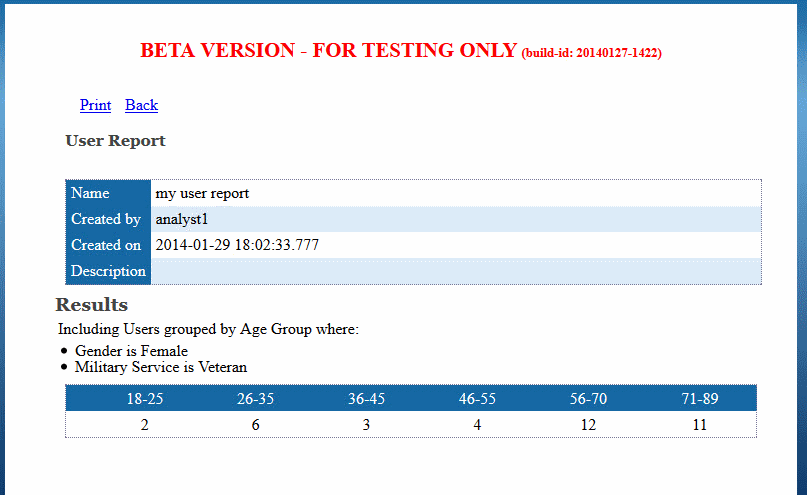 BETA VERSION - FOR TESTING ONLY (build-id: 20140127-1422)
Print Back
User Report
Name my user report
Created by analyst1
Created on 2014-01-29 18:02:33.777
Description
Results
Including Users grouped by Age Group where:
• Gender is Female
• Military Service is Veteran
18-25 26-35 36-45 46-55 56-70 71-89
2 6 3 4 12 11